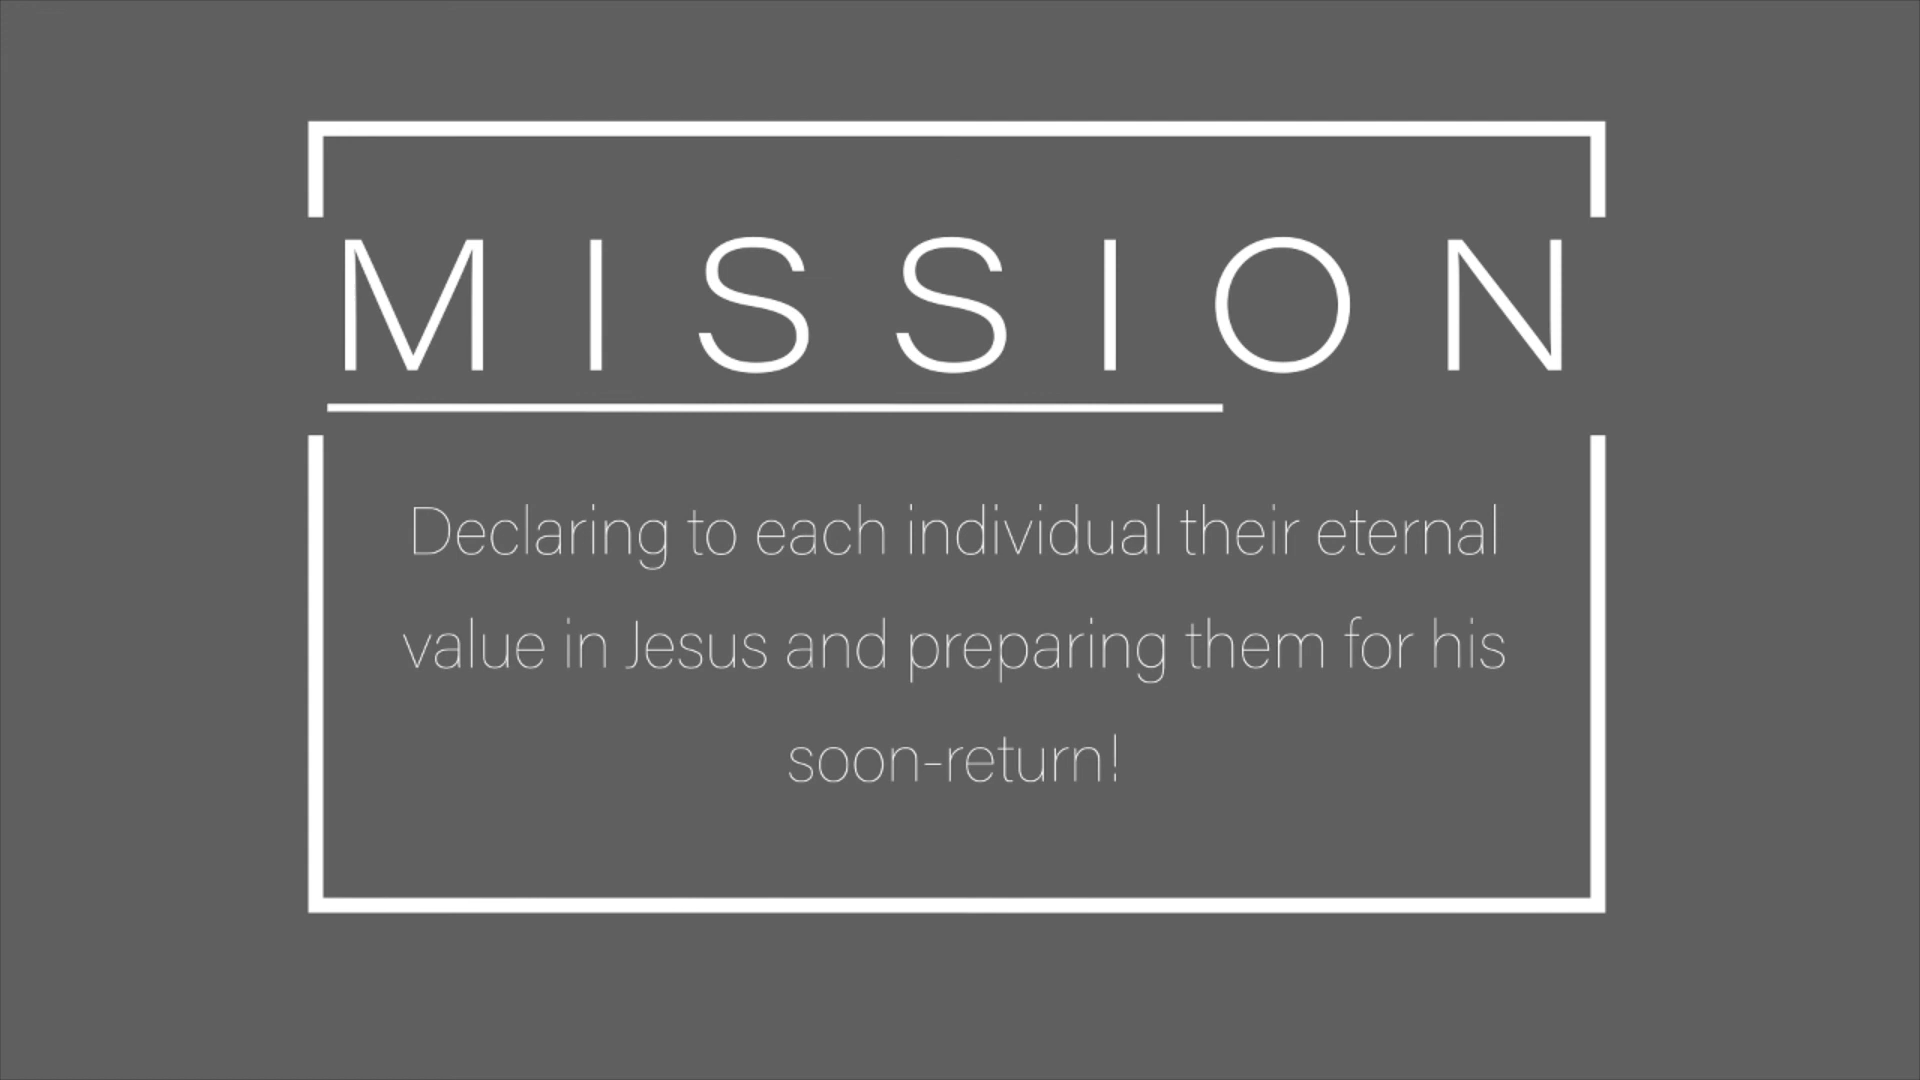 MISSION
Declaring to each individual their eternal
value in Jesus and preparing them for his
soon-return!